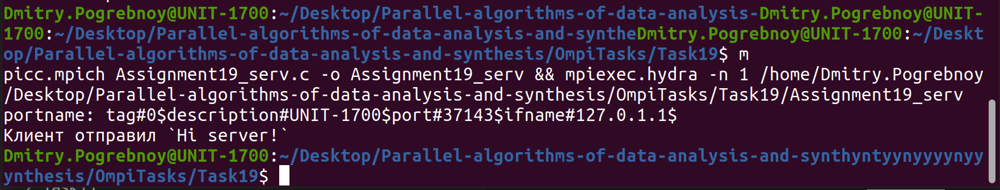 Dmitry.Pogrebnoy@UNIT-1700:~/Desktop/Parallel-algorithms-of-data-analysis-Dmitry.Pogrebnoy@UNIT-
1700:~/Desktop/Parallel-algorithms-of-data-analysis-and-syntheDmitry.Pogrebnoy@UNIT-1700:~/Deskt
op/Parallel-algorithms-of-data-analysis-and-synthesis/OmpiTasks/Task19$ m
picc.mpich Assignment19_serv.c -o Assignment19_serv && mpiexec.hydra -n 1 /home/Dmitry.Pogrebnoy
/Desktop/Parallel-algorithms-of-data-analysis-and-synthesis/OmpiTasks/Task19/Assignment19_serv
portname: tag#0$description#UNIT-1700$port#37143$ifname#127.0.1.1$
Клиент отправил `Hi server!`
Dmitry.Pogrebnoy@UNIT-1700:~/Desktop/Parallel-algorithms-of-data-analysis-and-synthyntyynyyyynyy
ynthesis/OmpiTasks/Task19$